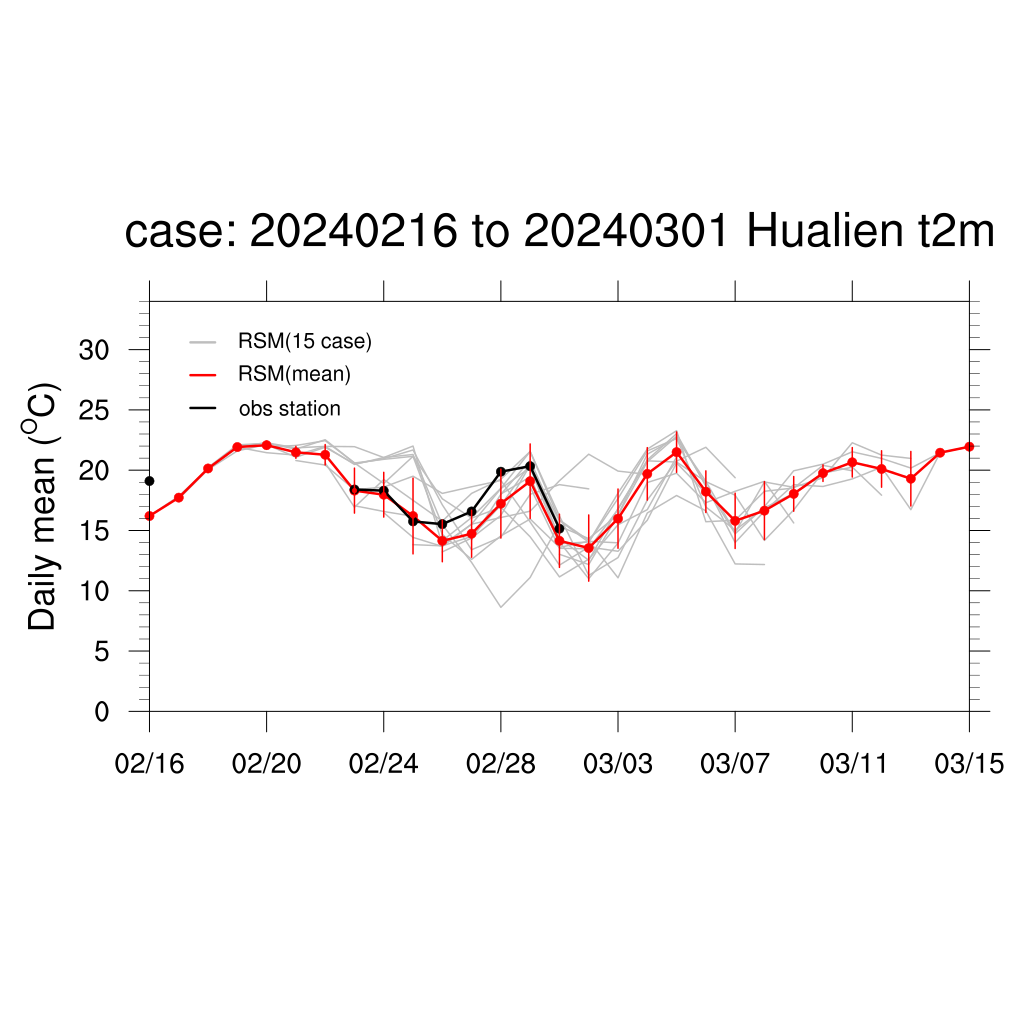 case: 20240216 to 20240301 Hualien t2m
RSM(15 case)
RSM(mean)
obs station
Daily mean (°C)
30
25
20
15
10
5
0
02/16 02/20 02/24 02/28 03/03 03/07 03/11 03/15